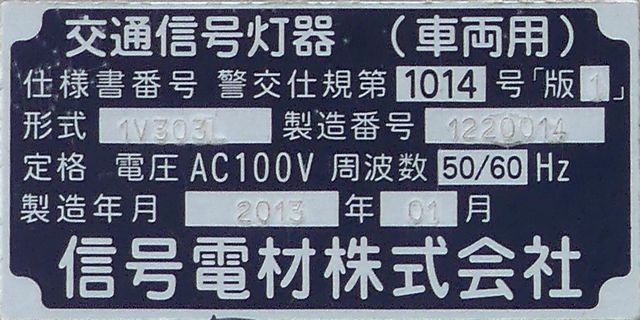 交通信号灯器 （車両用）
仕様書番号 警交仕規第 1014 号「版1」
形式 1V303L 製造番号 1220014
定格 電圧 AC100V 周波数 50/60 Hz
製造年月 2013 年 01 月
信号電材株式会社